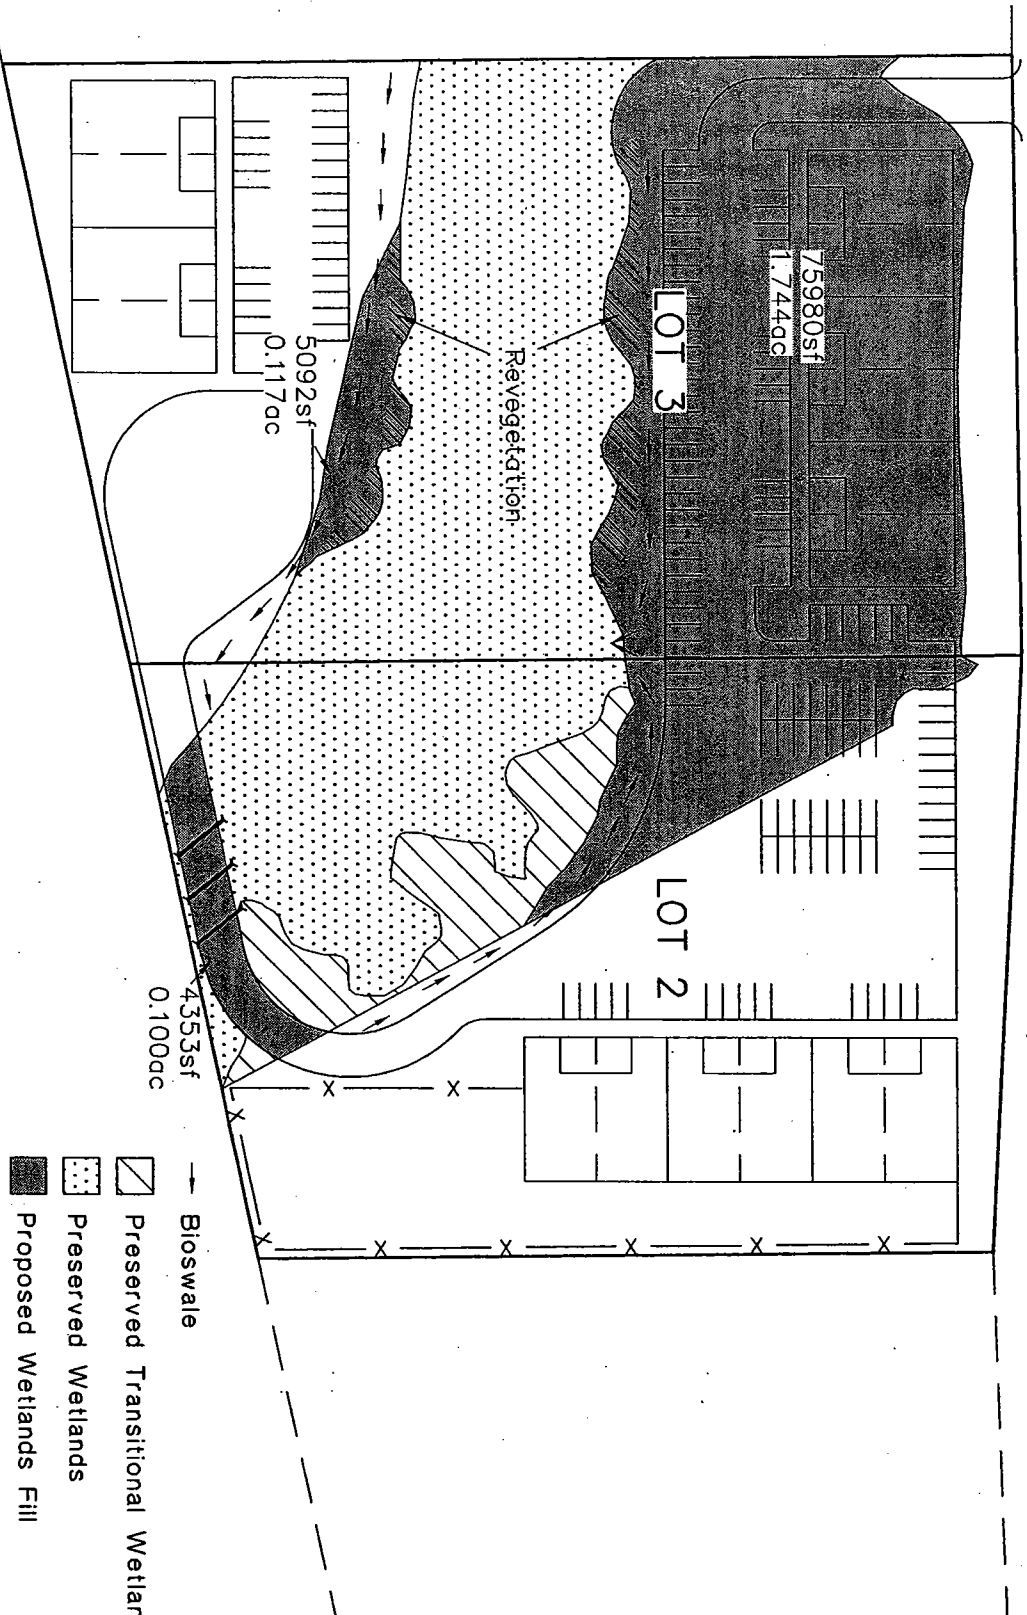 75980sf
1.744ac
LOT 3
LOT 2
Revegetation
5092sf
0.117ac
4353sf
0.100ac
Bioswale
Preserved Transitional
Preserved Wetlands
Proposed Wetlands Fill
X
X
X
X
X
X
X
X
X